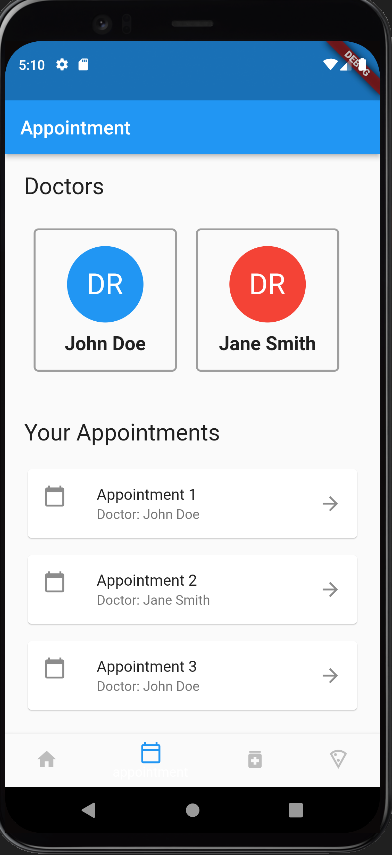 5:10
DEBUG
Appointment
Doctors
DR
DR
John Doe
Jane Smith
Your Appointments
Appointment 1
Doctor: John Doe
Appointment 2
Doctor: Jane Smith
Appointment 3
Doctor: John Doe